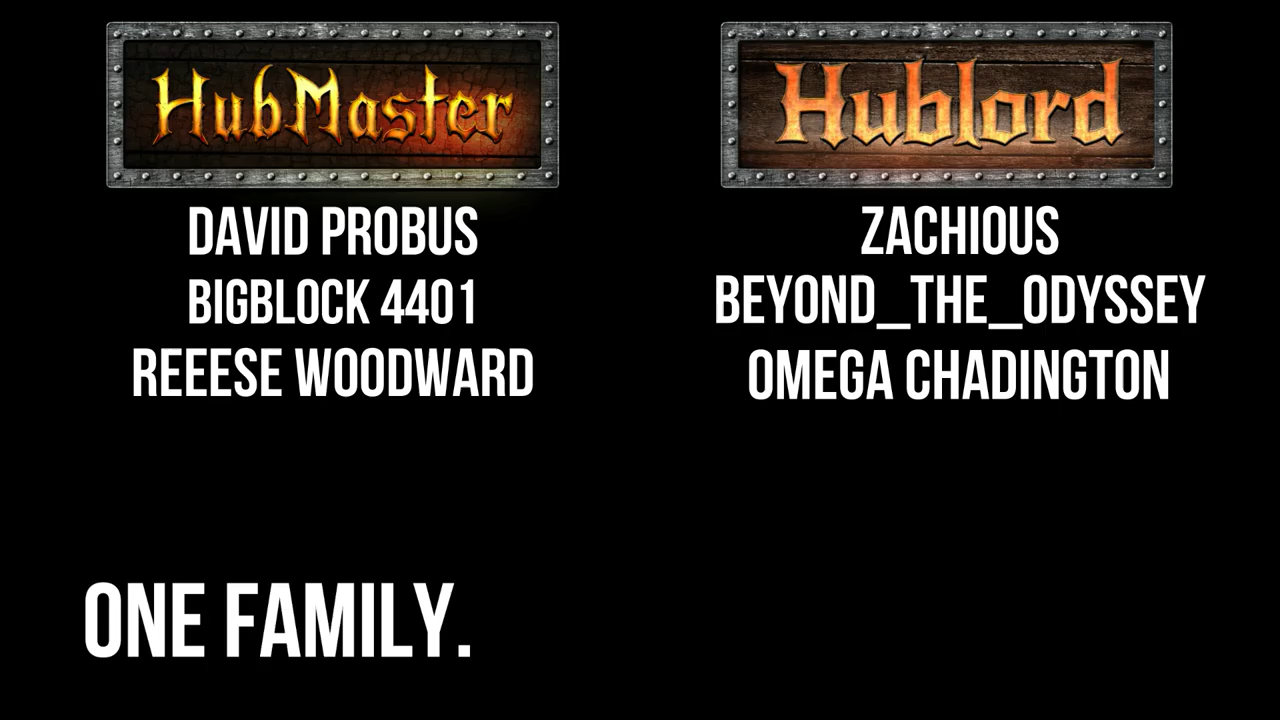 HubMaster
DAVID PROBUS
BIGBLOCK 4401
REEESE WOODWARD
Hublord
ZACHIOUS
BEYOND_THE_ODYSSEY
OMEGA CHADINGTON
ONE FAMILY.